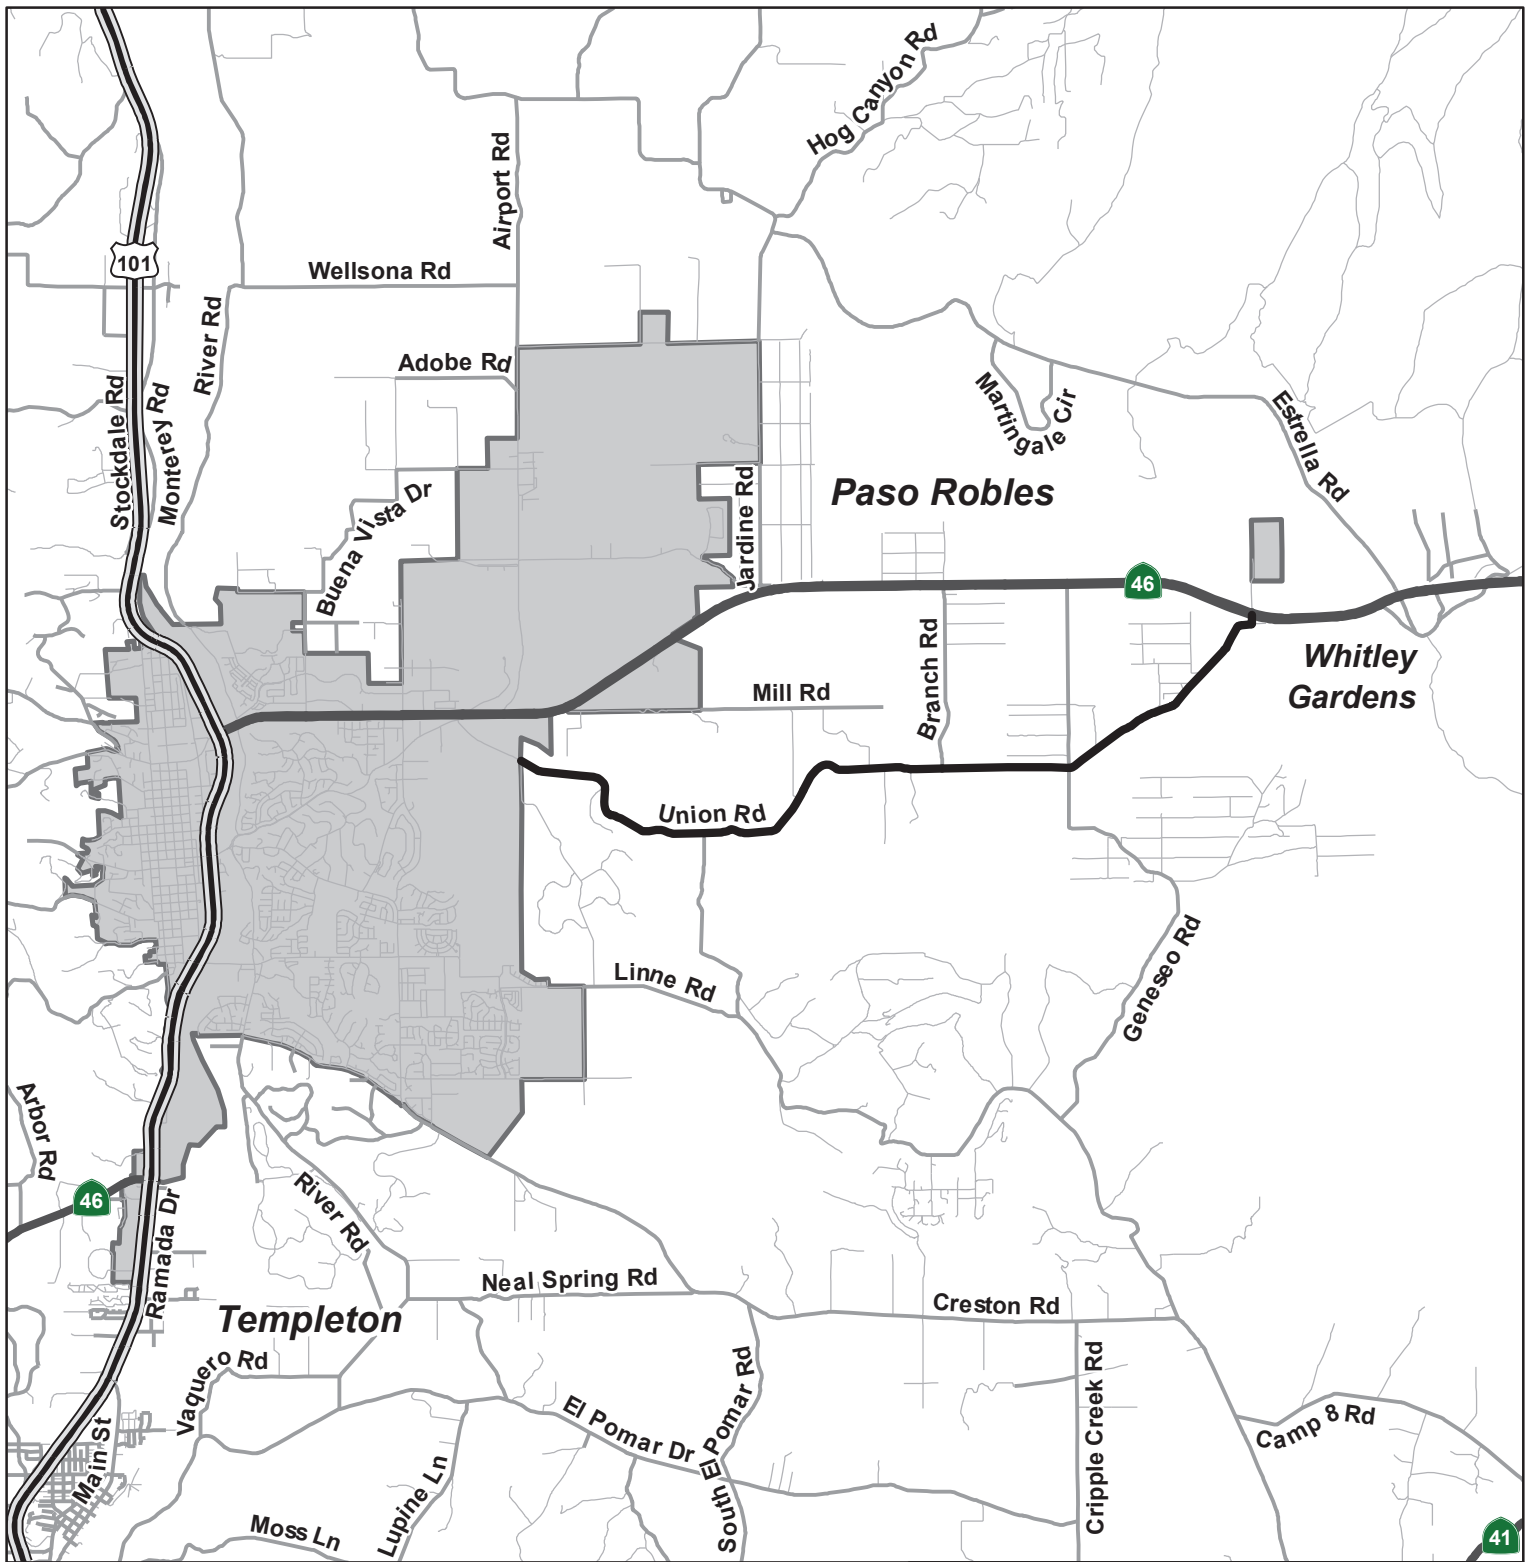 Hog Canyon Rd
Airport Rd
101
Wellsona Rd
River Rd
Adobe Rd
Stockdale Rd
Monterey Rd
Martingale Cir
Estrella Rd
Buena Vista Dr
Jardine Rd
Paso Robles
46
Branch Rd
Whitley
Gardens
Mill Rd
Union Rd
Linne Rd
Geneseo Rd
Arbor Rd
46
River Rd
Ramada Dr
Neal Spring Rd
Creston Rd
Templeton
Vaquero Rd
El Pomar Dr
South El Pomar Rd
Cripple Creek Rd
Camp 8 Rd
Main St
Lupine Ln
Moss Ln
41